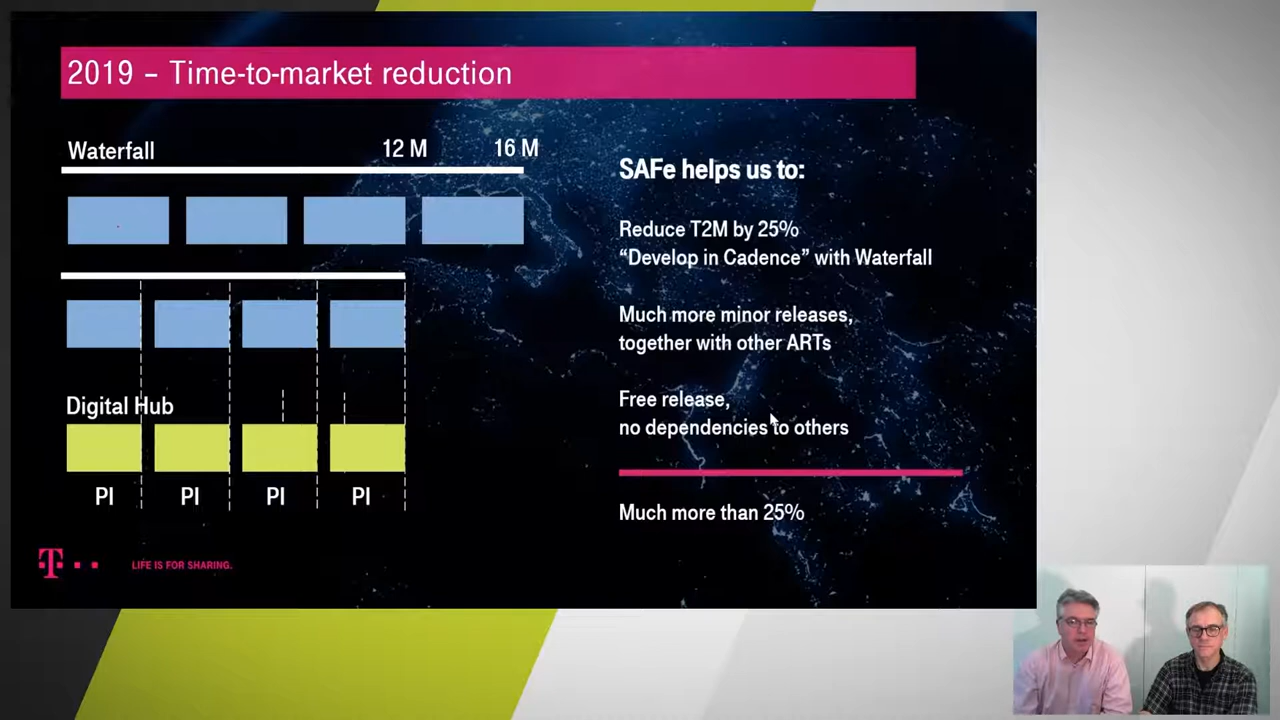 2019 – Time-to-market reduction
Waterfall
12 M
16 M
Digital Hub
PI
PI
PI
PI
SAFe helps us to:
Reduce T2M by 25%
“Develop in Cadence” with Waterfall
Much more minor releases,
together with other ARTs
Free release,
no dependencies to others
Much more than 25%
T
LIFE IS FOR SHARING.